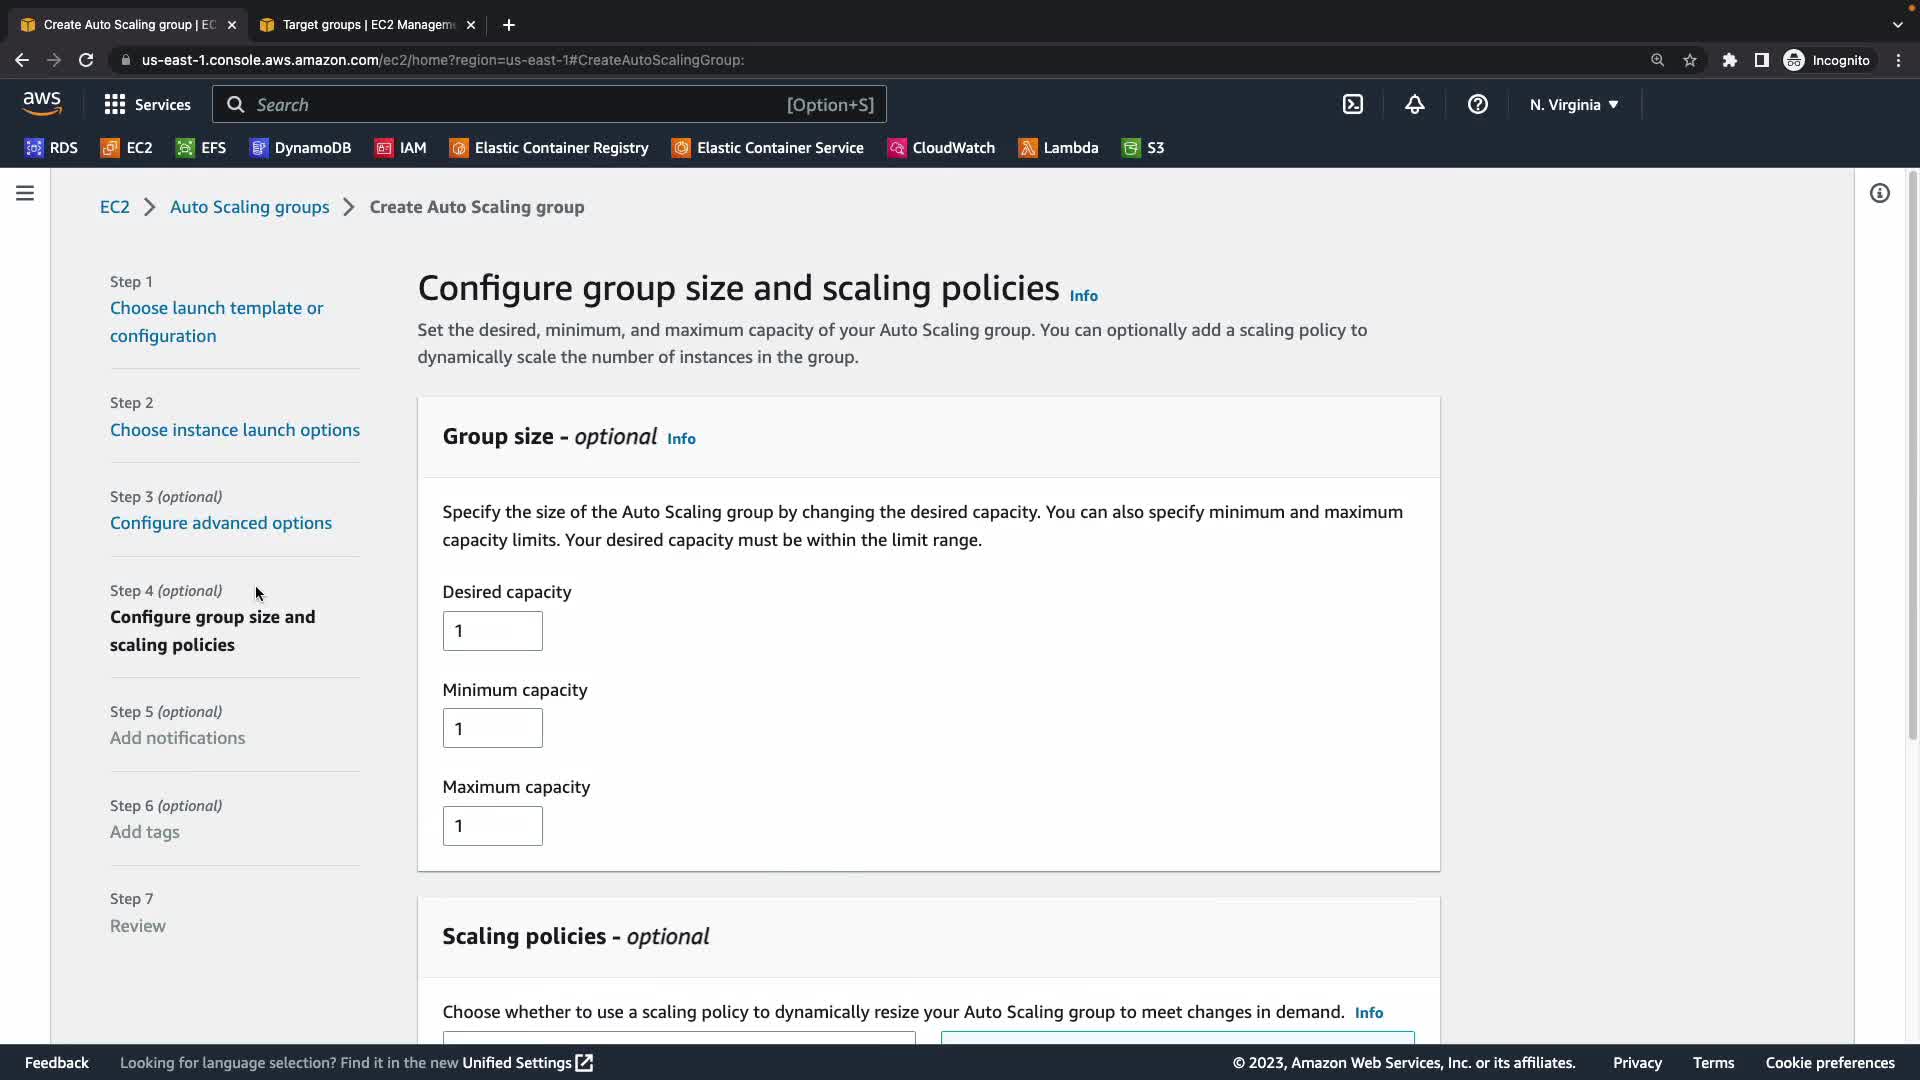 Create Auto Scaling group | EC
Target groups | EC2 Managem
us-east-1.console.aws.amazon.com/ec2/home?region=us-east-1#CreateAutoScalingGroup:
Incognito
aws
Services
Search
[Option+S]
N. Virginia
RDS
EC2
EFS
DynamoDB
IAM
Elastic Container Registry
Elastic Container Service
CloudWatch
Lambda
S3
EC2
Auto Scaling groups
Create Auto Scaling group
Step 1
Choose launch template or
configuration
Step 2
Choose instance launch options
Step 3 (optional)
Configure advanced options
Step 4 (optional)
Configure group size and
scaling policies
Step 5 (optional)
Add notifications
Step 6 (optional)
Add tags
Step 7
Review
Configure group size and scaling policies Info
Set the desired, minimum, and maximum capacity of your Auto Scaling group. You can optionally add a scaling policy to
dynamically scale the number of instances in the group.
Group size - optional Info
Specify the size of the Auto Scaling group by changing the desired capacity. You can also specify minimum and maximum
capacity limits. Your desired capacity must be within the limit range.
Desired capacity
1
Minimum capacity
1
Maximum capacity
1
Scaling policies - optional
Choose whether to use a scaling policy to dynamically resize your Auto Scaling group to meet changes in demand. Info
Feedback
Looking for language selection? Find it in the new Unified Settings
© 2023, Amazon Web Services, Inc. or its affiliates.
Privacy
Terms
Cookie preferences